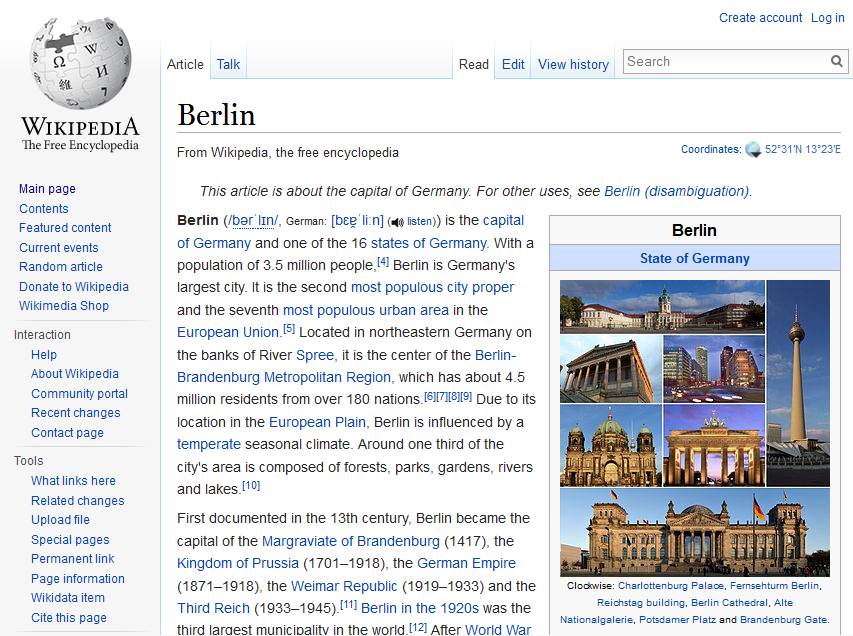 Create account Log in
Article Talk Read Edit View history Search
WIKIPEDIA
The Free Encyclopedia
Main page
Contents
Featured content
Current events
Random article
Donate to Wikipedia
Wikimedia Shop
Interaction
Help
About Wikipedia
Community portal
Recent changes
Contact page
Tools
What links here
Related changes
Upload file
Special pages
Permanent link
Page information
Wikidata item
Cite this page
Berlin
From Wikipedia, the free encyclopedia
Coordinates: 52°31′N 13°23′E
This article is about the capital of Germany. For other uses, see Berlin (disambiguation).
Berlin (/bərˈlɪn/, German: [bɛɐ̯ˈliːn] (listen)) is the capital
of Germany and one of the 16 states of Germany. With a
population of 3.5 million people,[4] Berlin is Germany's
largest city. It is the second most populous city proper
and the seventh most populous urban area in the
European Union.[5] Located in northeastern Germany on
the banks of River Spree, it is the center of the Berlin-
Brandenburg Metropolitan Region, which has about 4.5
million residents from over 180 nations.[6][7][8][9] Due to its
location in the European Plain, Berlin is influenced by a
temperate seasonal climate. Around one third of the
city's area is composed of forests, parks, gardens, rivers
and lakes.[10]
First documented in the 13th century, Berlin became the
capital of the Margraviate of Brandenburg (1417), the
Kingdom of Prussia (1701–1918), the German Empire
(1871–1918), the Weimar Republic (1919–1933) and the
Third Reich (1933–1945).[11] Berlin in the 1920s was the
third largest municipality in the world.[12] After World War
Berlin
State of Germany
Clockwise: Charlottenburg Palace, Fernsehturm Berlin,
Reichstag building, Berlin Cathedral, Alte
Nationalgalerie, Potsdamer Platz and Brandenburg Gate.